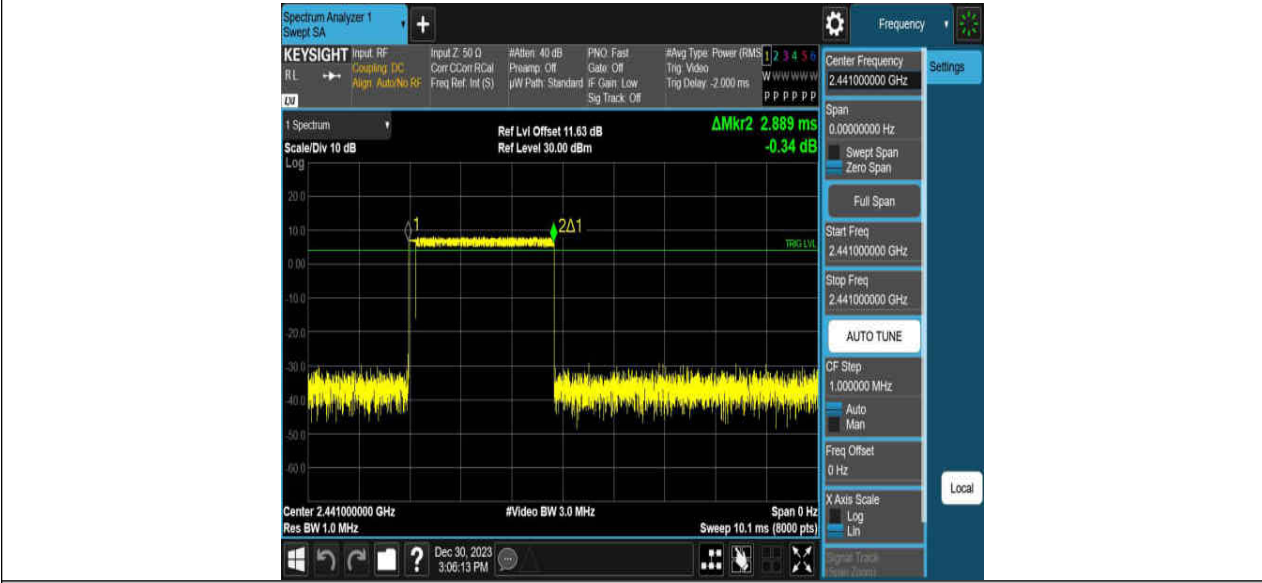 Spectrum Analyzer 1
Swept SA
+
Frequency
KEYSIGHT
RL
LXI
Input: RF
Coupling: DC
Align: Auto/No RF
Input Z: 50 Ω
Corr CCorr RCal
Freq Ref: Int (S)
#Atten: 40 dB
Preamp: Off
µW Path: Standard
PNO: Fast
Gate: Off
IF Gain: Low
Sig Track: Off
#Avg Type: Power (RMS
Trig: Video
Trig Delay: -2.000 ms
1 2 3 4 5 6
W W W W W W
P P P P P P
1 Spectrum
Scale/Div 10 dB
Log
Ref Lvl Offset 11.63 dB
Ref Level 30.00 dBm
ΔMkr2 2.889 ms
-0.34 dB
20.0
10.0
0.00
-10.0
-20.0
-30.0
-40.0
-50.0
-60.0
1
2Δ1
TRIG LVL
Center 2.441000000 GHz
Res BW 1.0 MHz
#Video BW 3.0 MHz
Span 0 Hz
Sweep 10.1 ms (8000 pts)
?
Dec 30, 2023
3:06:13 PM
Center Frequency
2.441000000 GHz
Settings
Span
0.00000000 Hz
Swept Span
Zero Span
Full Span
Start Freq
2.441000000 GHz
Stop Freq
2.441000000 GHz
AUTO TUNE
CF Step
1.000000 MHz
Auto
Man
Freq Offset
0 Hz
X Axis Scale
Log
Lin
Signal Track
(Span Zoom)
Local